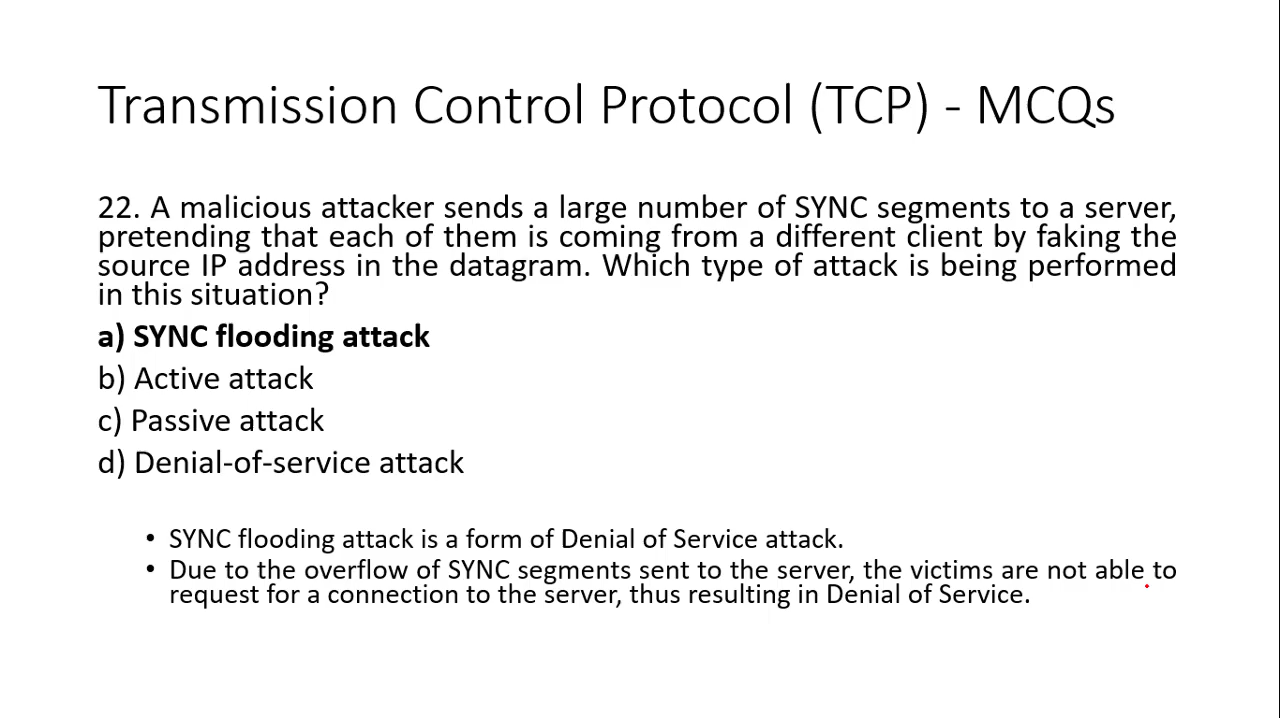 Transmission Control Protocol (TCP) - MCQs
22. A malicious attacker sends a large number of SYNC segments to a server,
pretending that each of them is coming from a different client by faking the
source IP address in the datagram. Which type of attack is being performed
in this situation?
a) SYNC flooding attack
b) Active attack
c) Passive attack
d) Denial-of-service attack
• SYNC flooding attack is a form of Denial of Service attack.
• Due to the overflow of SYNC segments sent to the server, the victims are not able to
request for a connection to the server, thus resulting in Denial of Service.